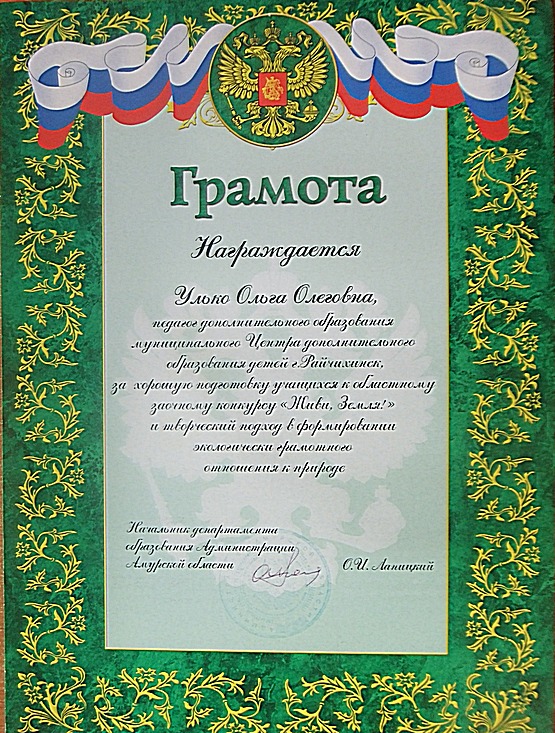 Грамота
Награждается
Улько Ольга Олеговна,
педагог дополнительного образования
муниципального Центра дополнительного
образования детей г.Райчихинск,
за хорошую подготовку учащихся к областному
заочному конкурсу «Живи, Земля!»
и творческий подход в формировании
экологически грамотного
отношения к природе
Начальник департамента
образования Администрации
Амурской области
О.И. Лапицкий